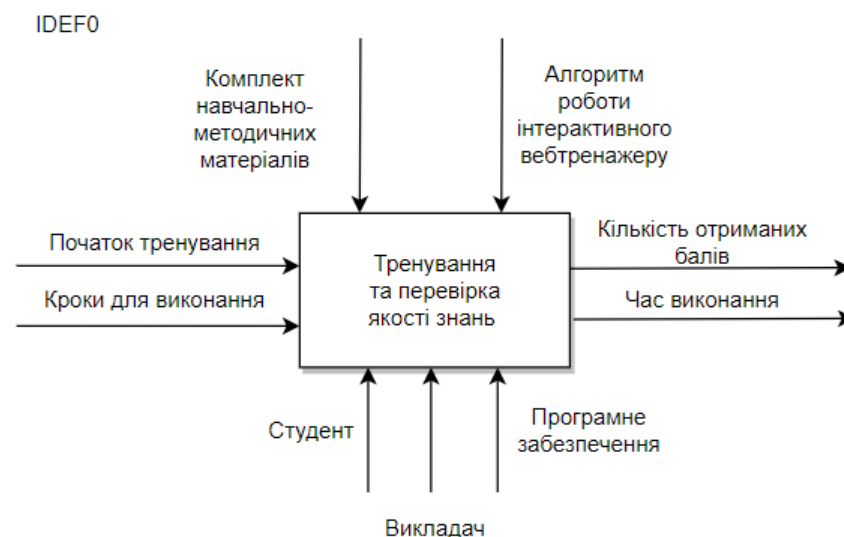 IDEF0
Комплект
навчально-
методичних
матеріалів
Алгоритм
роботи
інтерактивного
вебтренажеру
Початок тренування
Кроки для виконання
Тренування
та перевірка
якості знань
Кількість отриманих
балів
Час виконання
Студент
Програмне
забезпечення
Викладач